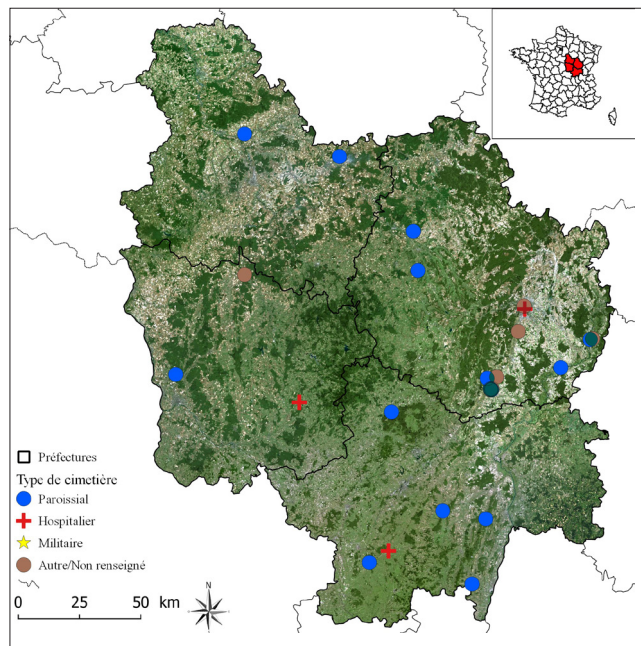 Préfectures
Type de cimetière
Paroissial
Hospitalier
Militaire
Autre/Non renseigné
N
0 25 50 km